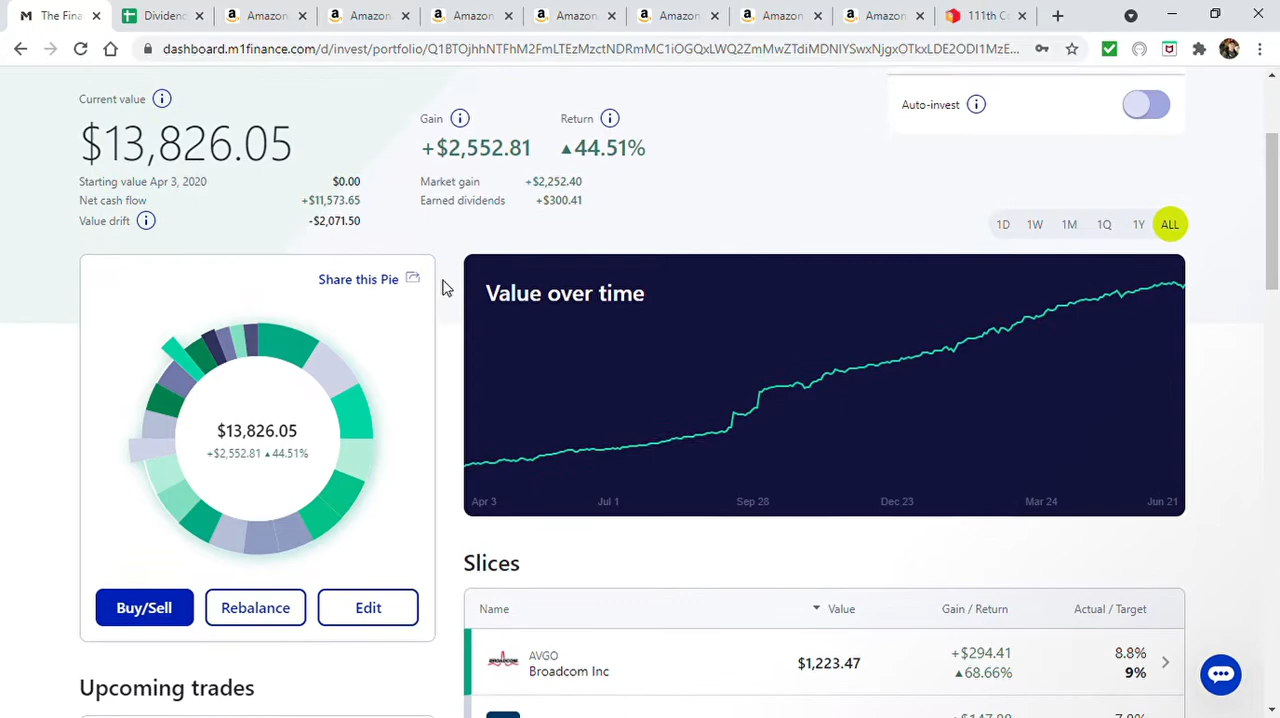 The Fina
Dividenc
Amazon
Amazon
Amazon
Amazon
Amazon
Amazon
Amazon
111th Co
dashboard.m1finance.com/d/invest/portfolio/Q1BTOjhhNTFhM2FmLTEzMzctNDRmMC1iOGQxLWQ2ZmMwZTdiMDNlYSwxNjgxOTkxLDE2ODI1MzE...
Current value
$13,826.05
Starting value Apr 3, 2020 $0.00
Net cash flow +$11,573.65
Value drift -$2,071.50
Gain
+$2,552.81
Return
▲44.51%
Market gain +$2,252.40
Earned dividends +$300.41
Auto-invest
1D 1W 1M 1Q 1Y ALL
Share this Pie
$13,826.05
+$2,552.81 ▲44.51%
Buy/Sell Rebalance Edit
Upcoming trades
Value over time
Apr 3 Jul 1 Sep 28 Dec 23 Mar 24 Jun 21
Slices
Name Value Gain / Return Actual / Target
BROADCOM
AVGO
Broadcom Inc
$1,223.47
+$294.41
▲68.66%
8.8%
9%